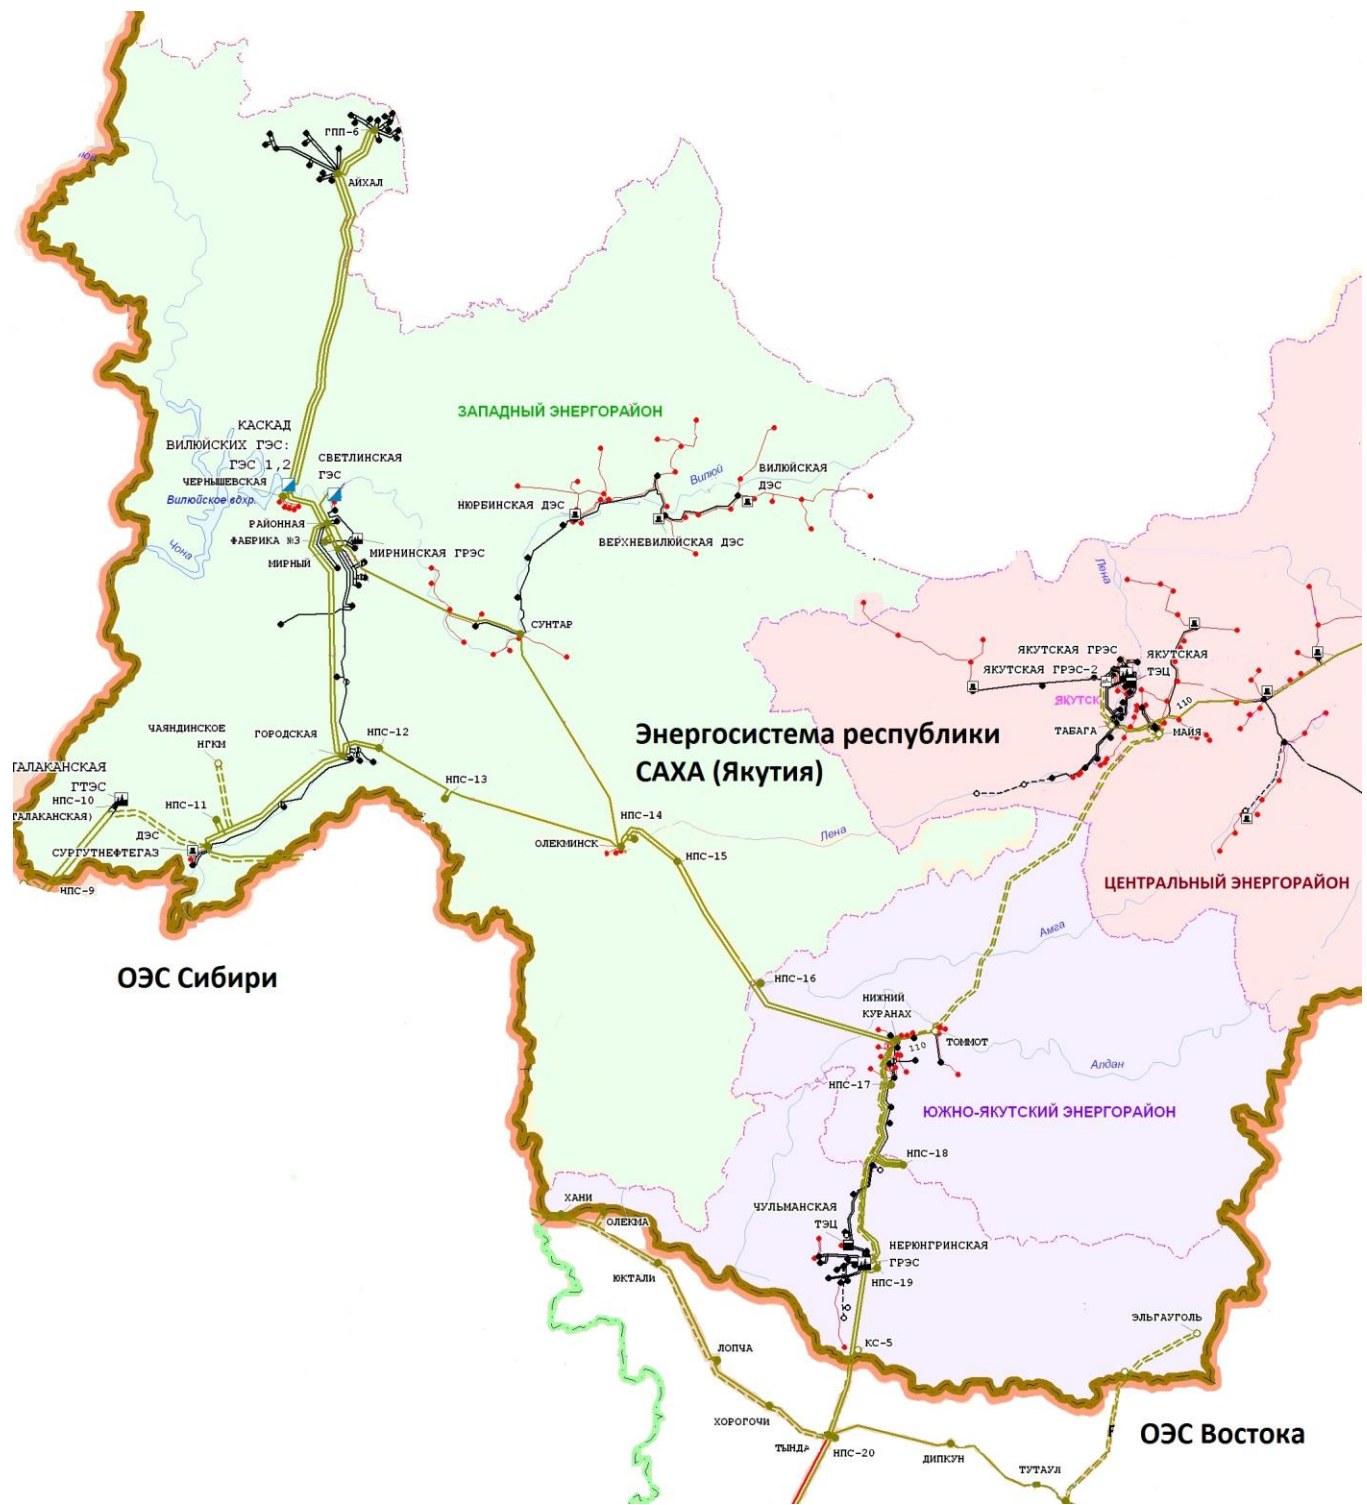 ГПП-6
АЙХАЛ
ЗАПАДНЫЙ ЭНЕРГОРАЙОН
КАСКАД
ВИЛЮЙСКИХ ГЭС:
ГЭС 1,2
ЧЕРНЫШЕВСКАЯ
Вилюйское вдхр.
СВЕТЛИНСКАЯ
ГЭС
Чона
РАЙОННАЯ
ФАБРИКА №3
МИРНЫЙ
МИРНИНСКАЯ ГРЭС
НЮРБИНСКАЯ ДЭС
Вилюй
ВИЛЮЙСКАЯ
ДЭС
ВЕРХНЕВИЛЮЙСКАЯ ДЭС
СУНТАР
Лена
ЯКУТСКАЯ ГРЭС
ЯКУТСКАЯ ГРЭС-2
ЯКУТСКАЯ
ТЭЦ
ЯКУТСК
110
ТАБАГА
МАЙЯ
Энергосистема республики
САХА (Якутия)
ЧАЯНДИНСКОЕ
НГКМ
ГОРОДСКАЯ
НПС-12
НПС-13
ТАЛАКАНСКАЯ
ГТЭС
НПС-10
ТАЛАКАНСКАЯ)
НПС-11
ДЭС
СУРГУТНЕФТЕГАЗ
НПС-9
НПС-14
ОЛЕКМИНСК
Лена
НПС-15
ЦЕНТРАЛЬНЫЙ ЭНЕРГОРАЙОН
Амга
ОЭС Сибири
НПС-16
НИЖНИЙ
КУРАНАХ
110
ТОММОТ
Алдан
НПС-17
ЮЖНО-ЯКУТСКИЙ ЭНЕРГОРАЙОН
НПС-18
ХАНИ
ОЛЕКМА
ЧУЛЬМАНСКАЯ
ТЭЦ
НЕРЮНГРИНСКАЯ
ГРЭС
НПС-19
ЮКТАЛИ
ЭЛЬГАУГОЛЬ
КС-5
ЛОПЧА
ХОРОГОЧИ
ТЫНДА
НПС-20
ДИПКУН
ТУТАУЛ
ОЭС Востока